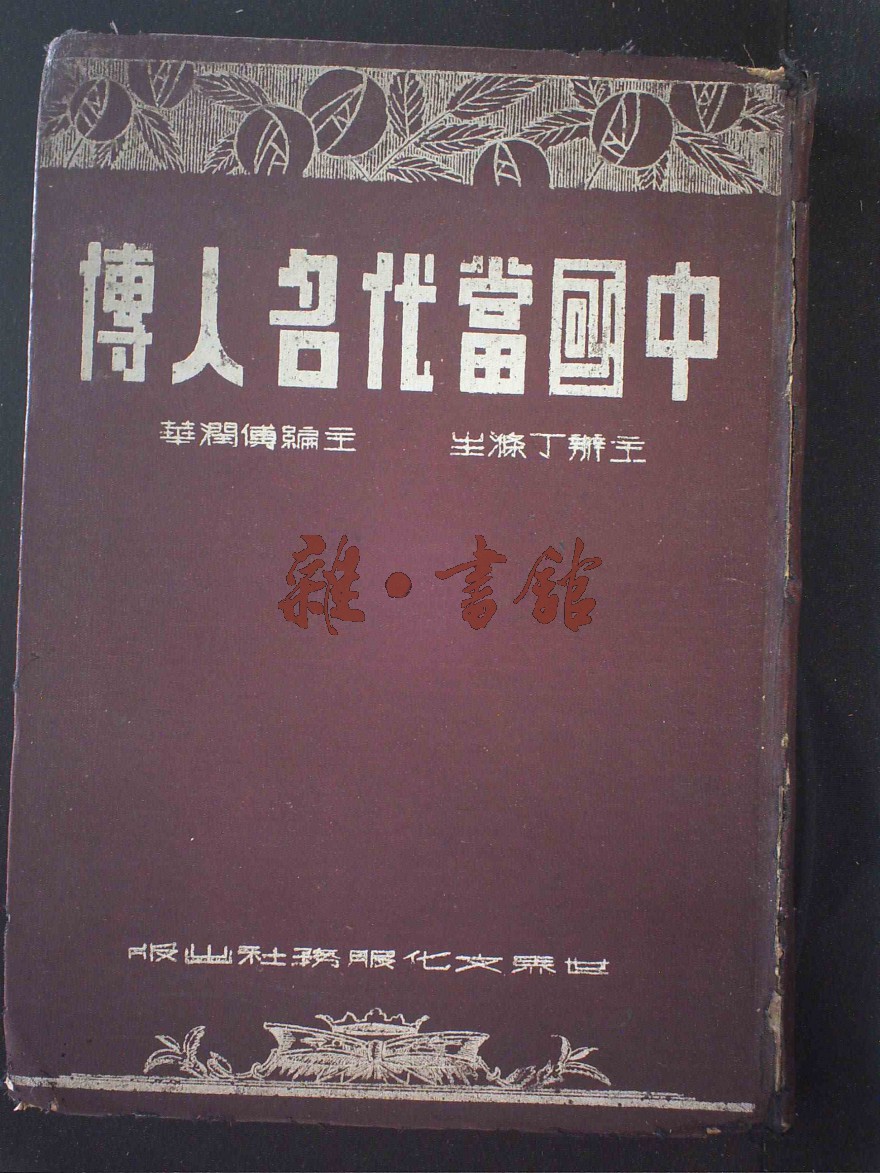 中國當代名人傳
主辦丁滌生 主編傅潤華
雜·書館
世界文化服務社出版